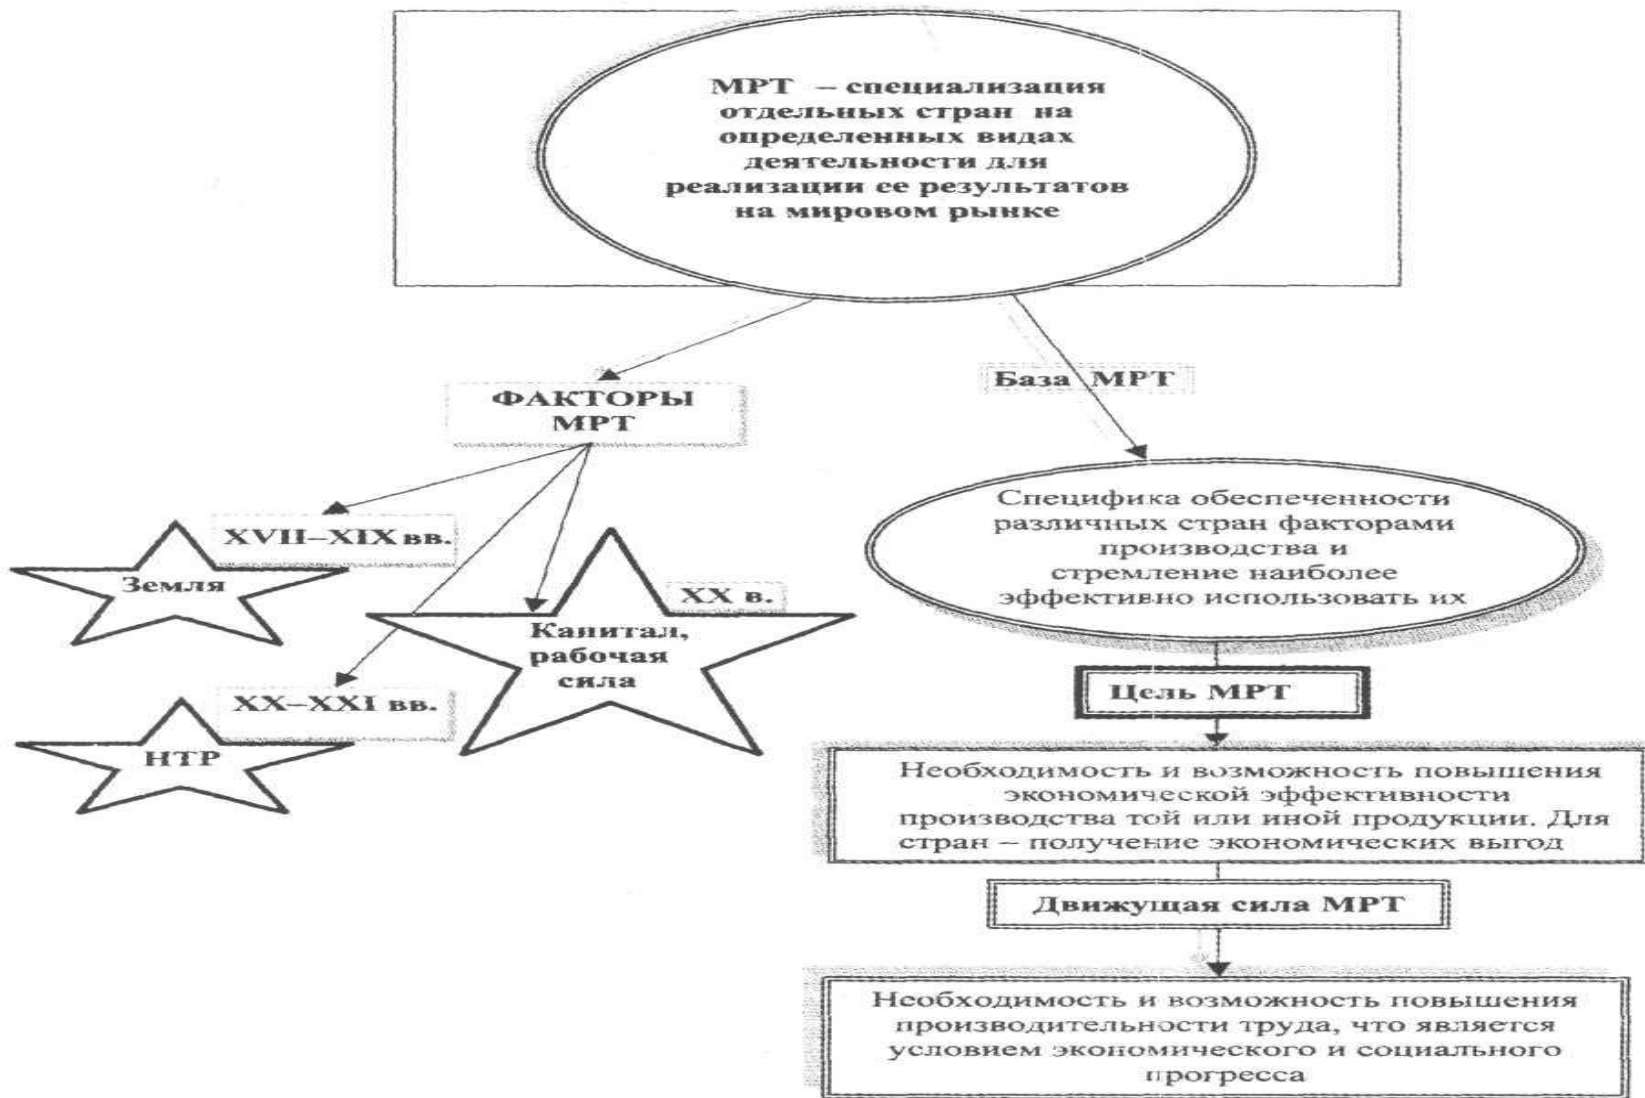 МРТ – специализация
отдельных стран на
определенных видах
деятельности для
реализации ее результатов
на мировом рынке
База МРТ
ФАКТОРЫ
МРТ
XVII–XIX вв.
Земля
XX в.
Капитал,
рабочая
сила
XX–XXI вв.
НТР
Специфика обеспеченности
различных стран факторами
производства и
стремление наиболее
эффективно использовать их
Цель МРТ
Необходимость и возможность повышения
экономической эффективности
производства той или иной продукции. Для
стран – получение экономических выгод
Движущая сила МРТ
Необходимость и возможность повышения
производительности труда, что является
условием экономического и социального
прогресса